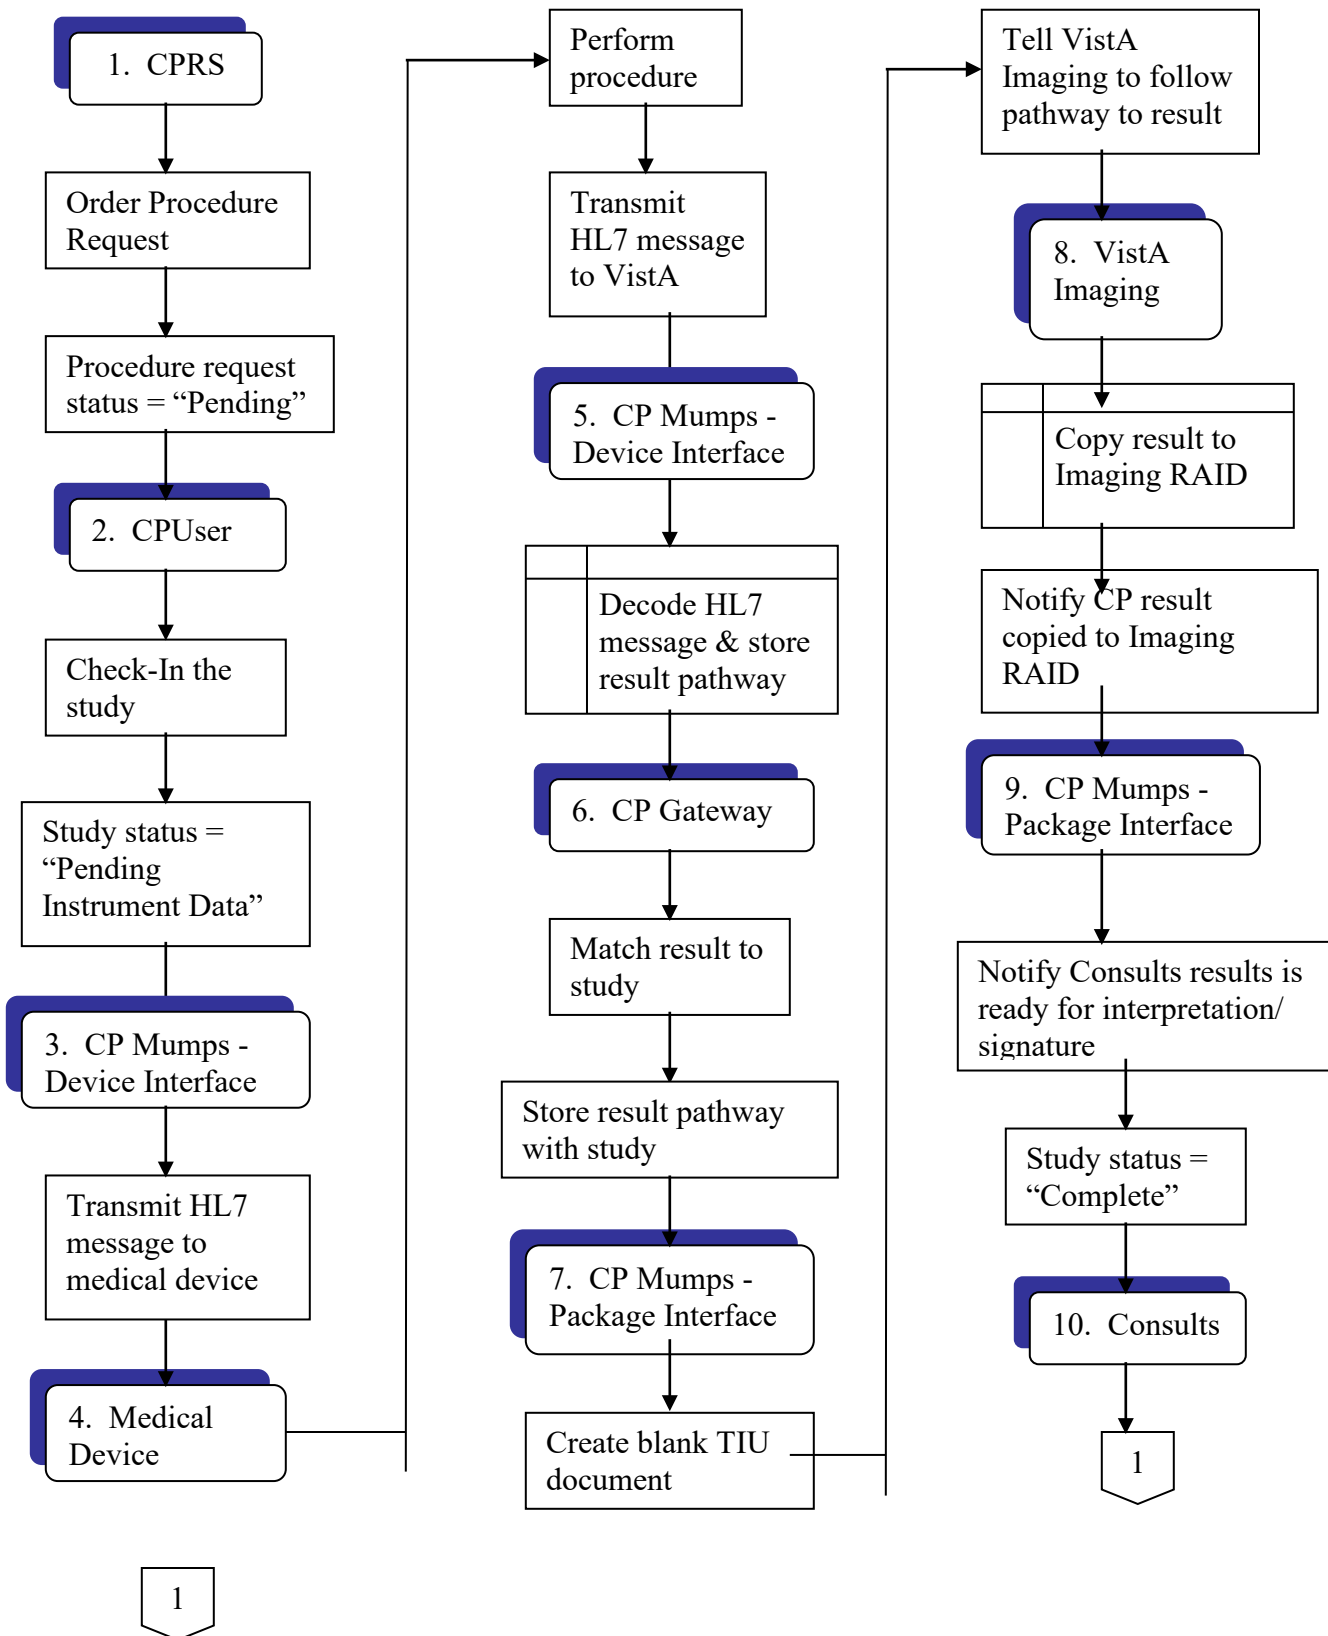 1. CPRS
Order Procedure
Request
Procedure request
status = “Pending”
2. CPUser
Check-In the
study
Study status =
“Pending
Instrument Data”
3. CP Mumps -
Device Interface
Transmit HL7
message to
medical device
4. Medical
Device
Perform
procedure
Transmit
HL7 message
to VistA
5. CP Mumps -
Device Interface
Decode HL7
message & store
result pathway
6. CP Gateway
Match result to
study
Store result pathway
with study
7. CP Mumps -
Package Interface
Create blank TIU
document
Tell VistA
Imaging to follow
pathway to result
8. VistA
Imaging
Copy result to
Imaging RAID
Notify CP result
copied to Imaging
RAID
9. CP Mumps -
Package Interface
Notify Consults results is
ready for interpretation/
signature
Study status =
“Complete”
10. Consults
1
1